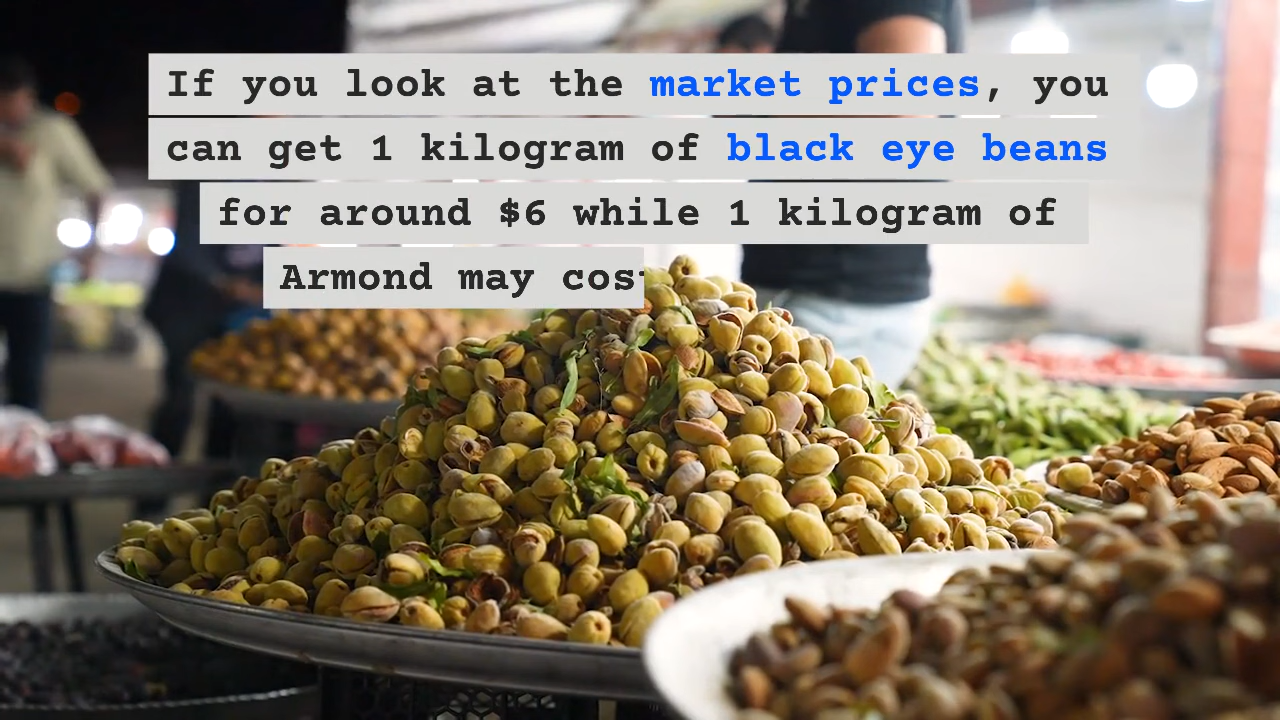 If you look at the market prices, you
can get 1 kilogram of black eye beans
for around $6 while 1 kilogram of
Armond may cos